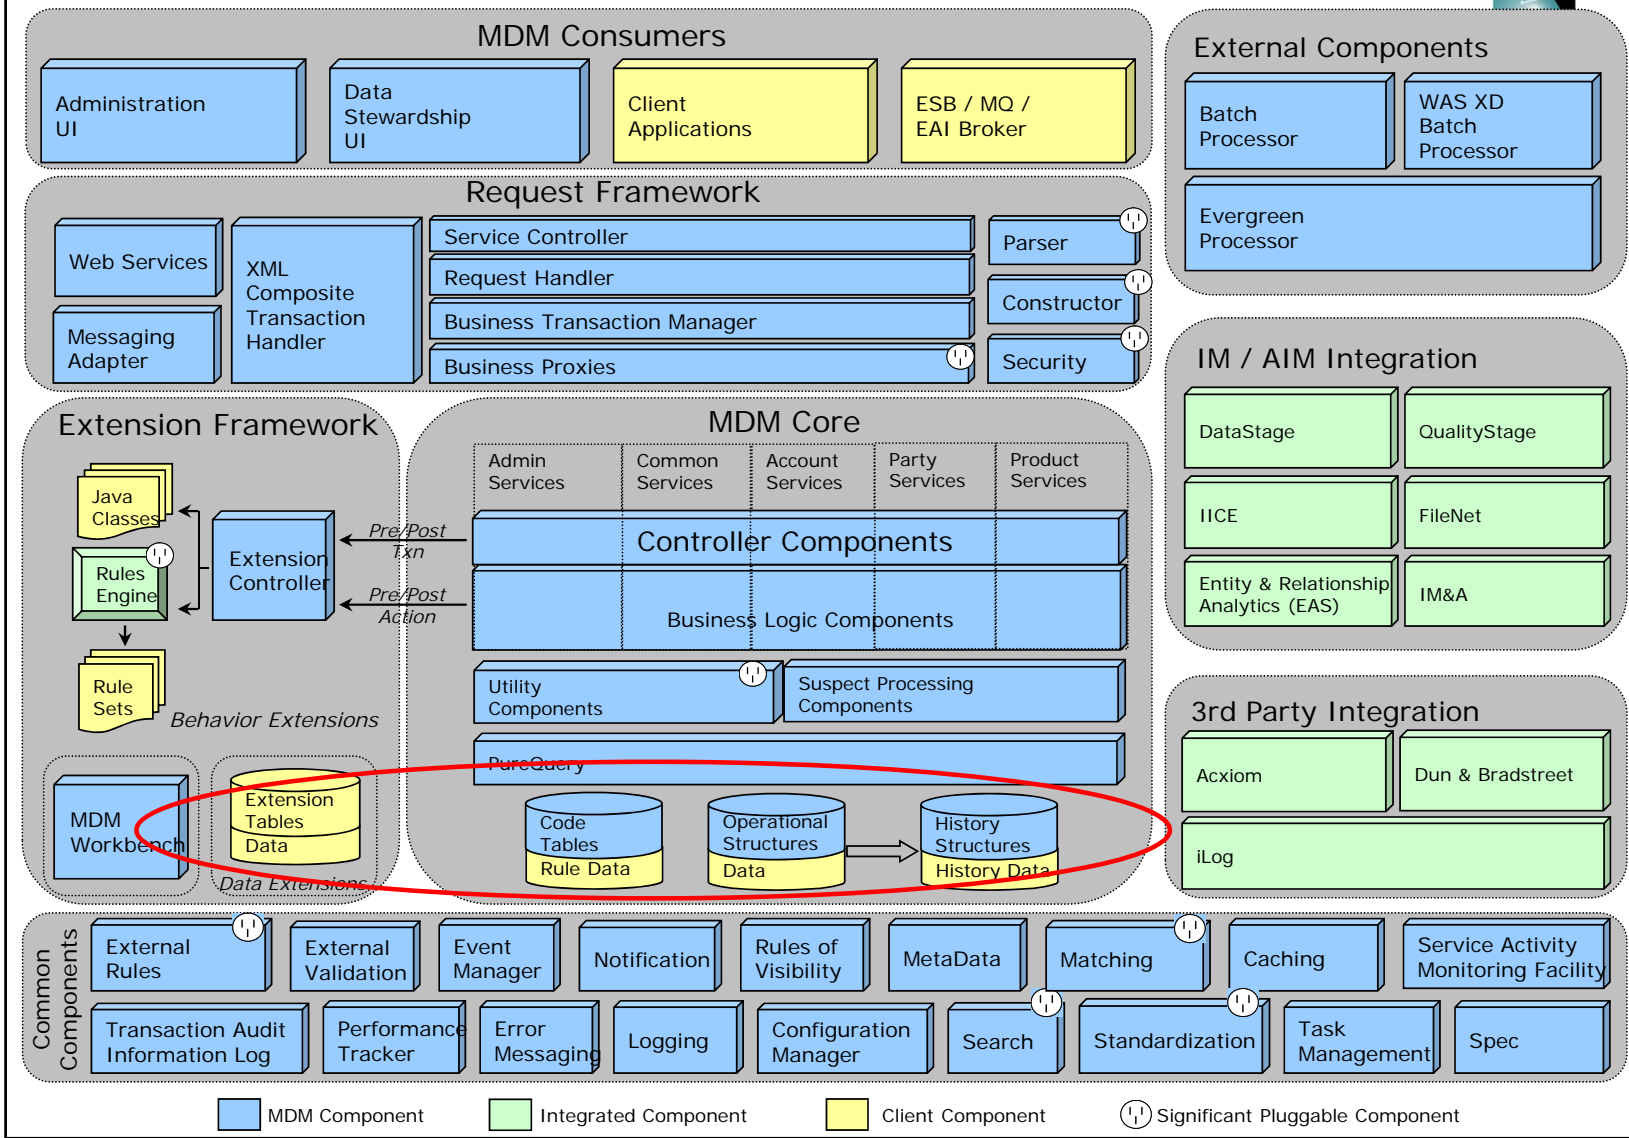 MDM Consumers
Administration
UI
Data
Stewardship
UI
Client
Applications
ESB / MQ /
EAI Broker
External Components
Batch
Processor
WAS XD
Batch
Processor
Evergreen
Processor
Request Framework
Web Services
Messaging
Adapter
XML
Composite
Transaction
Handler
Service Controller
Request Handler
Business Transaction Manager
Business Proxies
Parser
Constructor
Security
IM / AIM Integration
DataStage
QualityStage
IICE
FileNet
Entity & Relationship
Analytics (EAS)
IM&A
Extension Framework
Java
Classes
Rules
Engine
Rule
Sets
Extension
Controller
Pre/Post
Txn
Pre/Post
Action
Behavior Extensions
MDM
Workbench
Extension
Tables
Data
Data Extensions
MDM Core
Admin
Services
Common
Services
Account
Services
Party
Services
Product
Services
Controller Components
Business Logic Components
Utility
Components
Suspect Processing
Components
PureQuery
Code
Tables
Rule Data
Operational
Structures
Data
History
Structures
History Data
3rd Party Integration
Acxiom
Dun & Bradstreet
iLog
Common
Components
External
Rules
External
Validation
Event
Manager
Notification
Rules of
Visibility
MetaData
Matching
Caching
Service Activity
Monitoring Facility
Transaction Audit
Information Log
Performance
Tracker
Error
Messaging
Logging
Configuration
Manager
Search
Standardization
Task
Management
Spec
MDM Component
Integrated Component
Client Component
Significant Pluggable Component